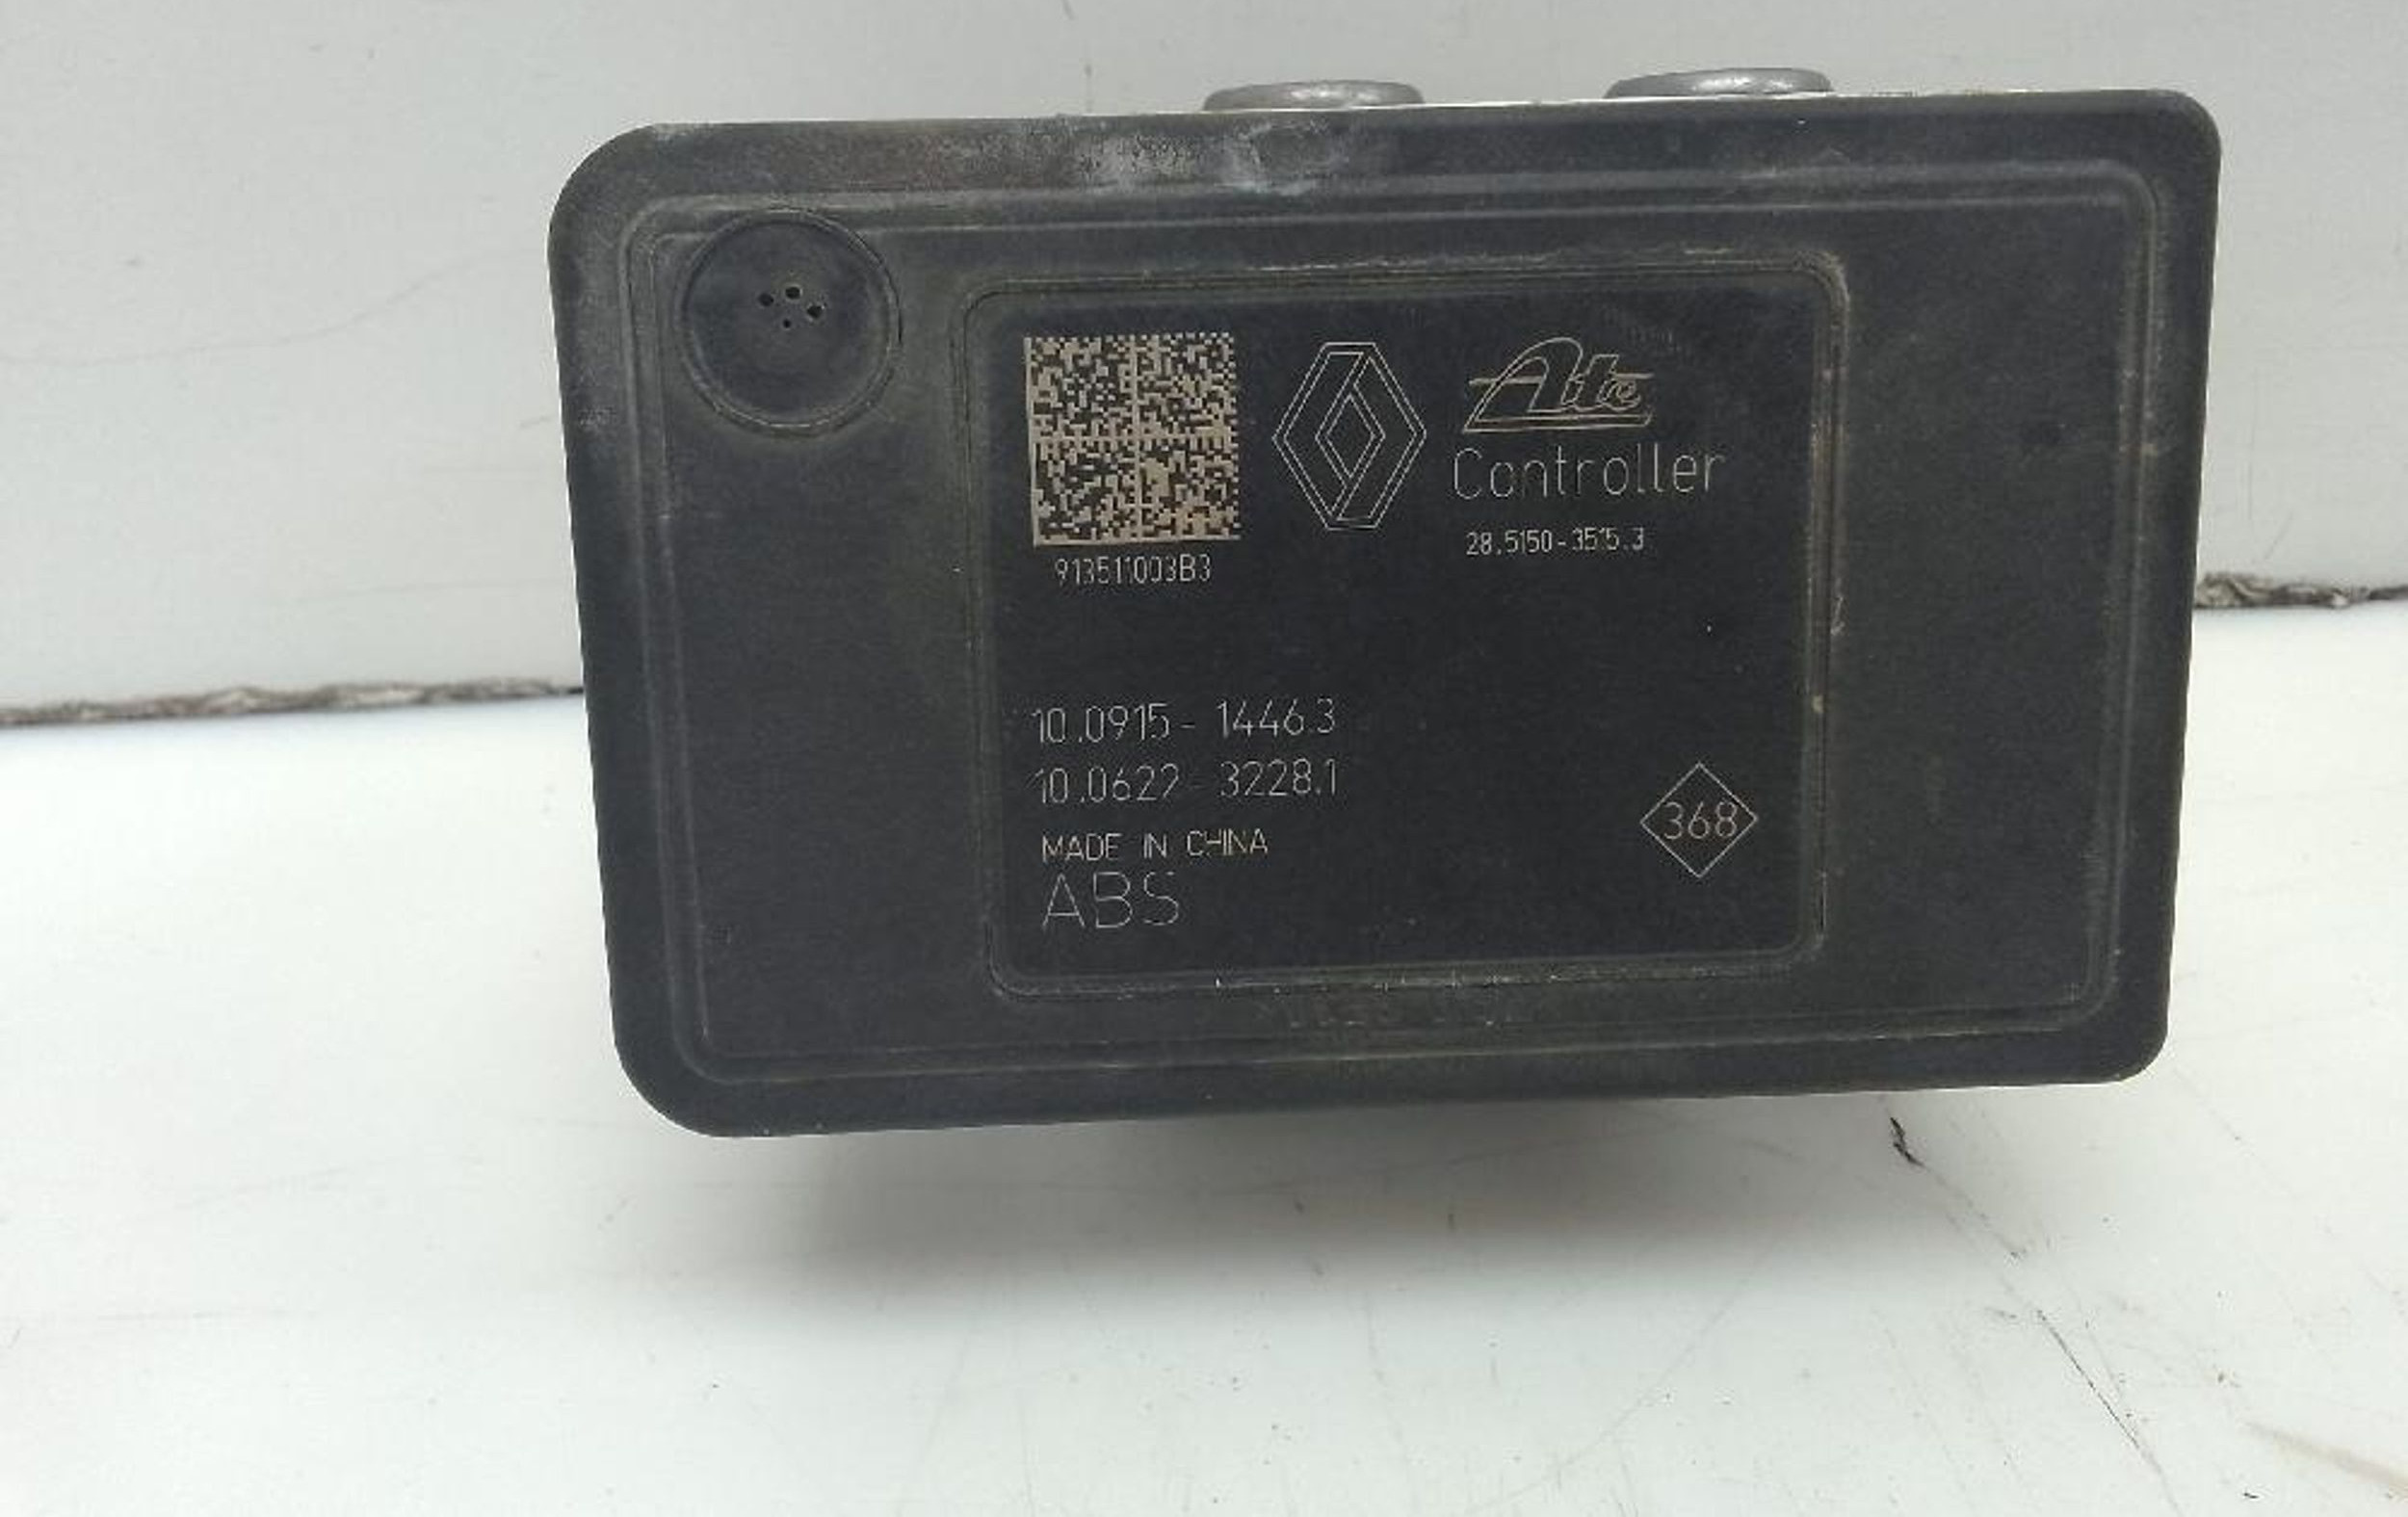 Ate
Controller
28.5150-3515.3
913511003B3
10.0915-1446.3
10.0622-3228.1
MADE IN CHINA
ABS
368